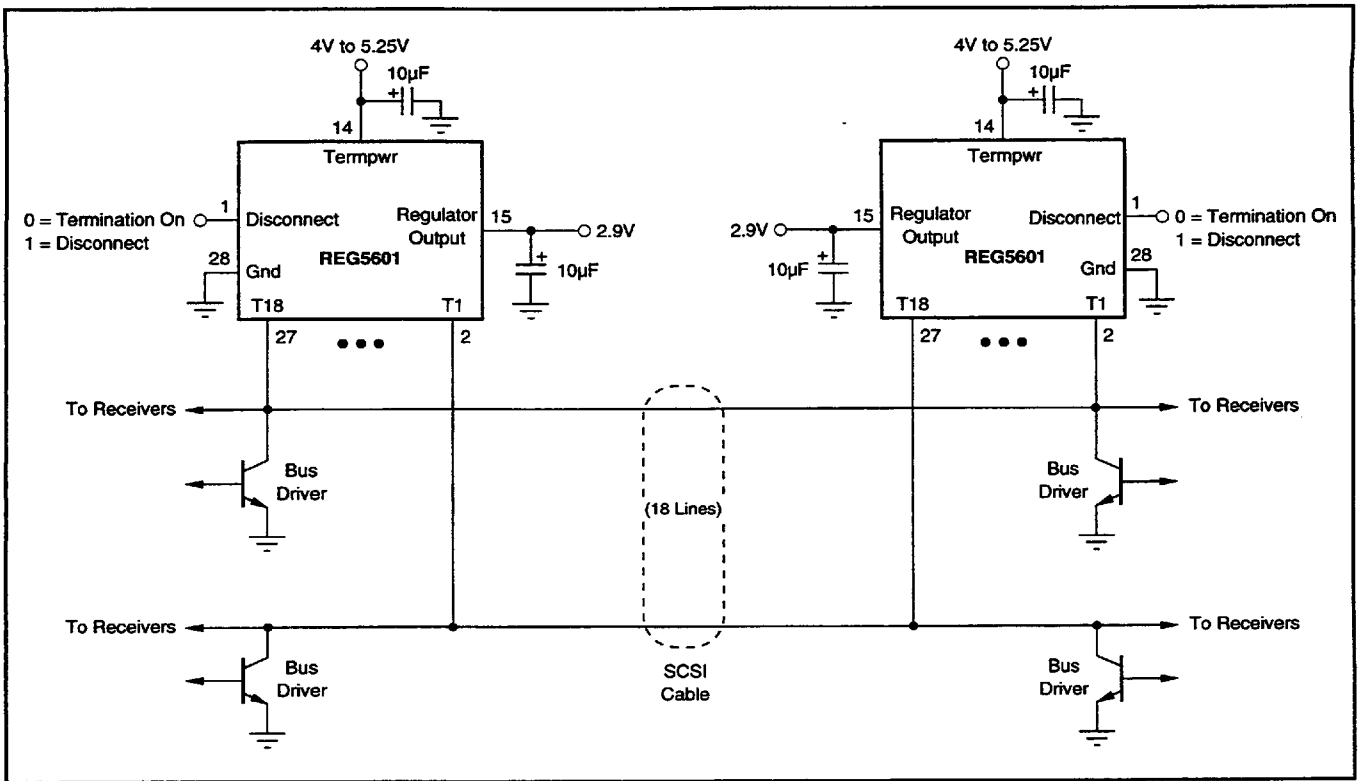 4V to 5.25V
10µF
+
14
Termpwr
1
Disconnect
0 = Termination On
1 = Disconnect
Regulator
Output
15
2.9V
+
10µF
REG5601
28
Gnd
T18
T1
27
2
4V to 5.25V
10µF
+
14
Termpwr
2.9V
15
Regulator
Output
Disconnect
1
0 = Termination On
1 = Disconnect
+
10µF
REG5601
28
Gnd
T18
T1
27
2
To Receivers
To Receivers
Bus
Driver
(18 Lines)
Bus
Driver
To Receivers
To Receivers
Bus
Driver
SCSI
Cable
Bus
Driver